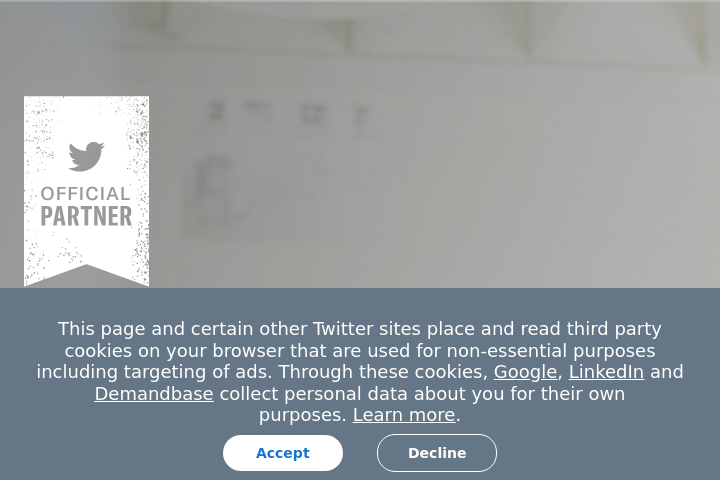 OFFICIAL
PARTNER
This page and certain other Twitter sites place and read third party
cookies on your browser that are used for non-essential purposes
including targeting of ads. Through these cookies, Google, LinkedIn and
Demandbase collect personal data about you for their own
purposes. Learn more.
Accept
Decline